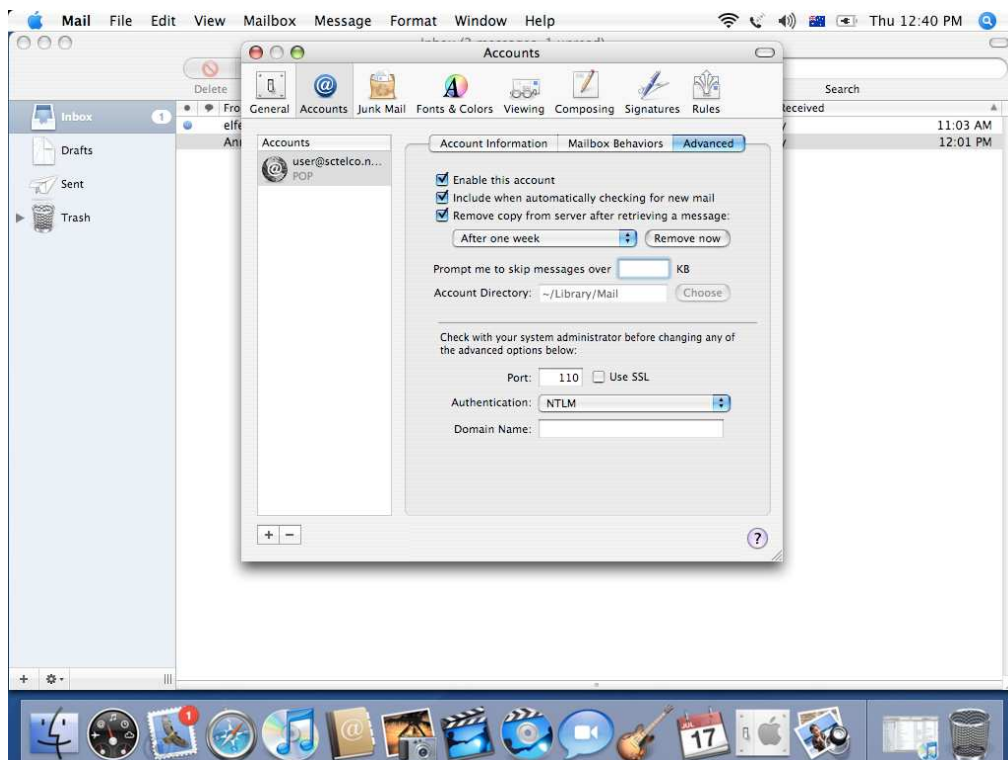 Mail File Edit View Mailbox Message Format Window Help Thu 12:40 PM
Accounts
Delete
Search
General Accounts Junk Mail Fonts & Colors Viewing Composing Signatures Rules
Inbox 1
Fro
11:03 AM
12:01 PM
Drafts
Sent
Trash
Accounts
user@sctelco.n...
POP
Account Information Mailbox Behaviors Advanced
Enable this account
Include when automatically checking for new mail
Remove copy from server after retrieving a message:
After one week Remove now
Prompt me to skip messages over KB
Account Directory: ~/Library/Mail Choose
Check with your system administrator before changing any of
the advanced options below:
Port: 110 Use SSL
Authentication: NTLM
Domain Name:
+ − ?
1
JUL
17